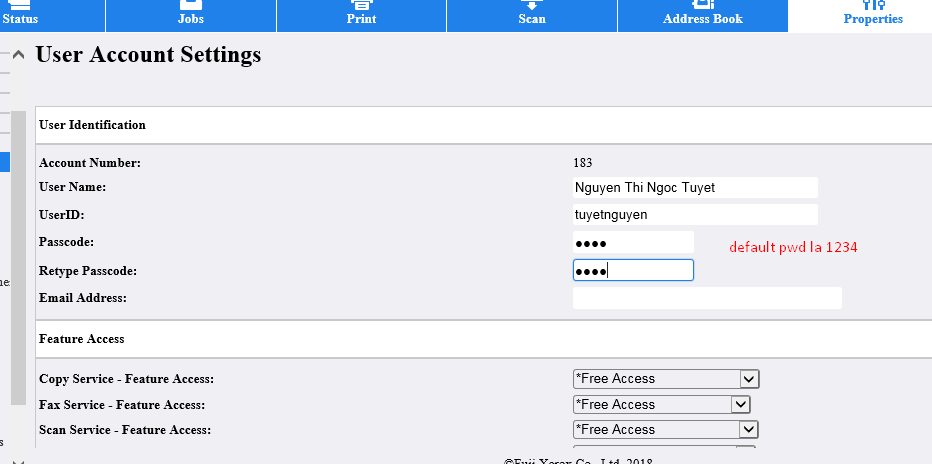 Status Jobs Print Scan Address Book Properties
User Account Settings
User Identification
Account Number: 183
User Name: Nguyen Thi Ngoc Tuyet
UserID: tuyetnguyen
Passcode: ●●●● default pwd la 1234
Retype Passcode: ●●●●
Email Address:
Feature Access
Copy Service - Feature Access: *Free Access
Fax Service - Feature Access: *Free Access
Scan Service - Feature Access: *Free Access
©Fuji Xerox Co., Ltd. 2018